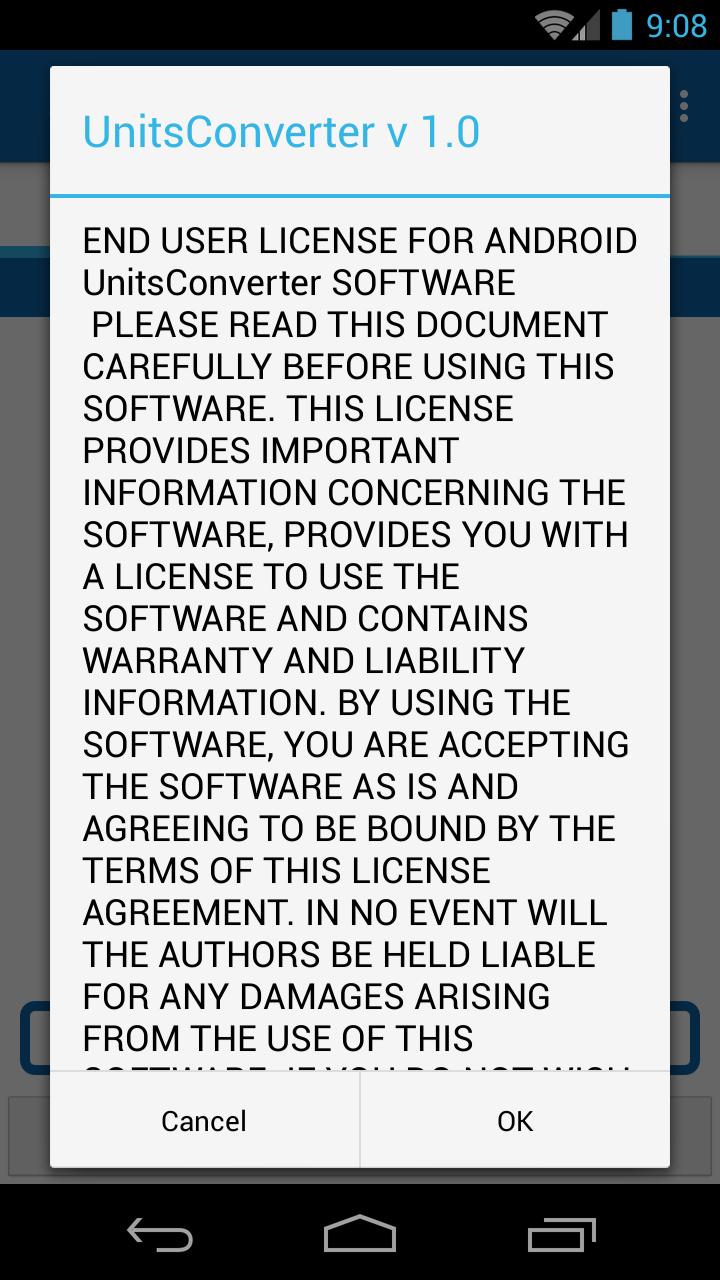 9:08
UnitsConverter v 1.0
END USER LICENSE FOR ANDROID
UnitsConverter SOFTWARE
PLEASE READ THIS DOCUMENT
CAREFULLY BEFORE USING THIS
SOFTWARE. THIS LICENSE
PROVIDES IMPORTANT
INFORMATION CONCERNING THE
SOFTWARE, PROVIDES YOU WITH
A LICENSE TO USE THE
SOFTWARE AND CONTAINS
WARRANTY AND LIABILITY
INFORMATION. BY USING THE
SOFTWARE, YOU ARE ACCEPTING
THE SOFTWARE AS IS AND
AGREEING TO BE BOUND BY THE
TERMS OF THIS LICENSE
AGREEMENT. IN NO EVENT WILL
THE AUTHORS BE HELD LIABLE
FOR ANY DAMAGES ARISING
FROM THE USE OF THIS
Cancel
OK